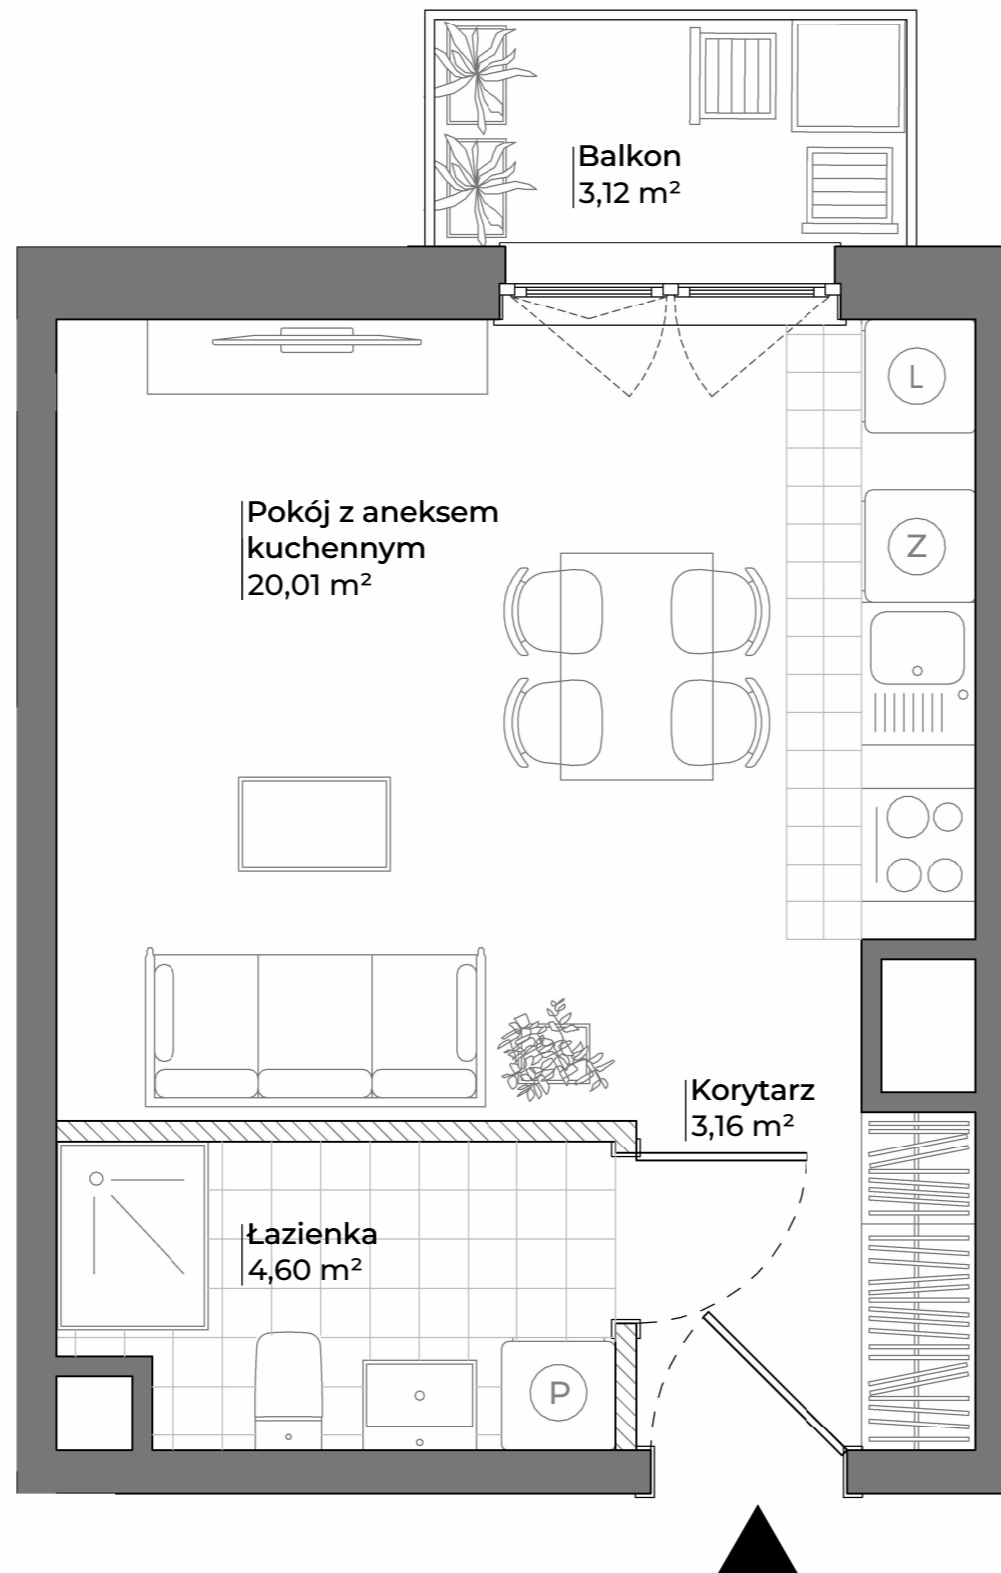 Balkon
3,12 m²
L
Pokój z aneksem
kuchennym
20,01 m²
Z
Korytarz
3,16 m²
Łazienka
4,60 m²
P